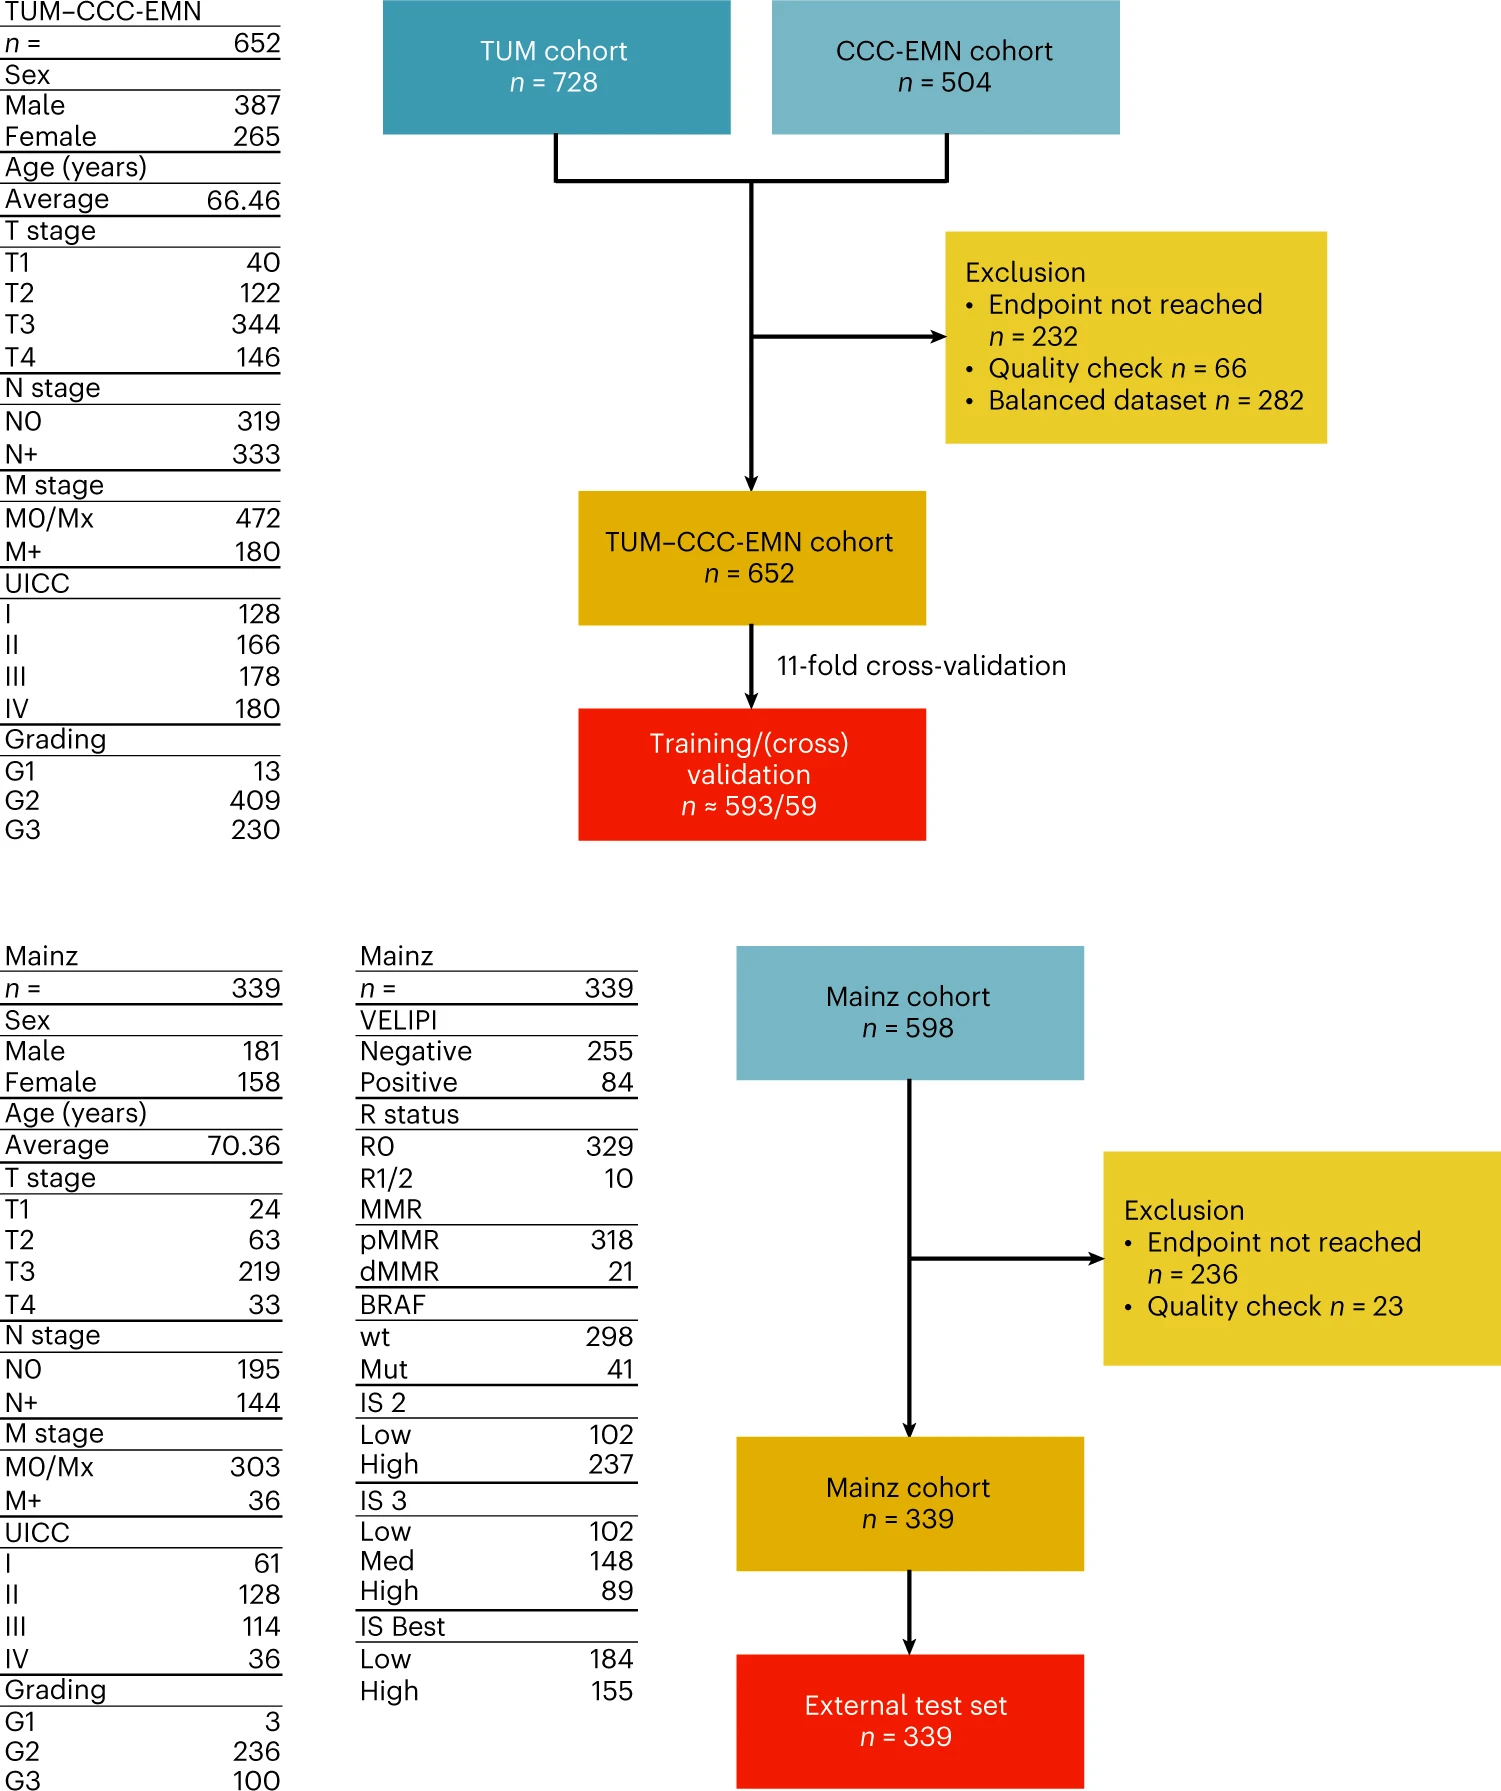 TUM–CCC-EMN
n = 652
Sex
Male 387
Female 265
Age (years)
Average 66.46
T stage
T1 40
T2 122
T3 344
T4 146
N stage
N0 319
N+ 333
M stage
M0/Mx 472
M+ 180
UICC
I 128
II 166
III 178
IV 180
Grading
G1 13
G2 409
G3 230
TUM cohort
n = 728
CCC-EMN cohort
n = 504
Exclusion
• Endpoint not reached
n = 232
• Quality check n = 66
• Balanced dataset n = 282
TUM–CCC-EMN cohort
n = 652
11-fold cross-validation
Training/(cross)
validation
n ≈ 593/59
Mainz
n = 339
Sex
Male 181
Female 158
Age (years)
Average 70.36
T stage
T1 24
T2 63
T3 219
T4 33
N stage
N0 195
N+ 144
M stage
M0/Mx 303
M+ 36
UICC
I 61
II 128
III 114
IV 36
Grading
G1 3
G2 236
G3 100
Mainz
n = 339
VELIPI
Negative 255
Positive 84
R status
R0 329
R1/2 10
MMR
pMMR 318
dMMR 21
BRAF
wt 298
Mut 41
IS 2
Low 102
High 237
IS 3
Low 102
Med 148
High 89
IS Best
Low 184
High 155
Mainz cohort
n = 598
Exclusion
• Endpoint not reached
n = 236
• Quality check n = 23
Mainz cohort
n = 339
External test set
n = 339